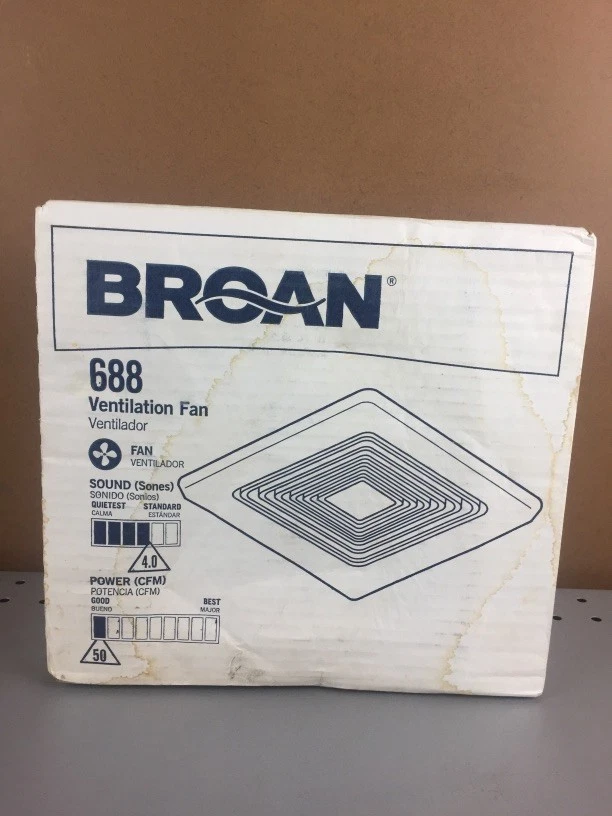 BROAN®
688
Ventilation Fan
Ventilador
FAN
VENTILADOR
SOUND (Sones)
SONIDO (Sonios)
QUIETEST STANDARD
CALMA ESTÁNDAR
4.0
POWER (CFM)
POTENCIA (CFM)
GOOD BEST
BUENO MAJOR
50